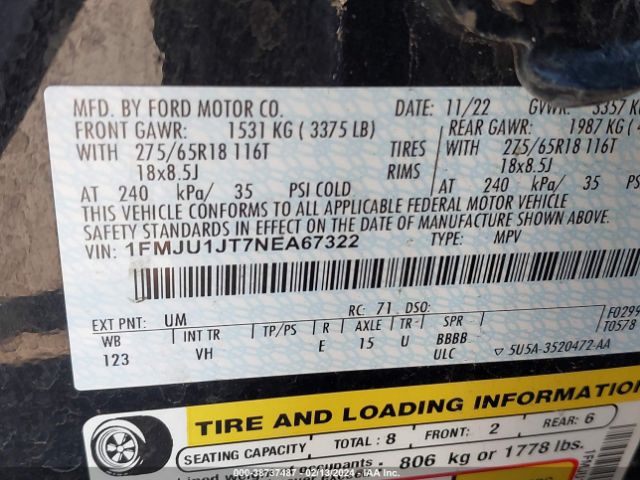 MFD. BY FORD MOTOR CO. DATE: 11/22 GVWR: 3357 K
FRONT GAWR: 1531 KG ( 3375 LB) REAR GAWR: 1987 KG (
WITH 275/65R18 116T TIRES WITH 275/65R18 116T
18x8.5J RIMS 18x8.5J
AT 240 kPa/ 35 PSI COLD AT 240 kPa/ 35
THIS VEHICLE CONFORMS TO ALL APPLICABLE FEDERAL MOTOR VEHICLE
SAFETY STANDARDS IN EFFECT ON THE DATE OF MANUFACTURE SHOWN ABOVE.
VIN: 1FMJU1JT7NEA67322 TYPE: MPV
EXT PNT: UM RC: 71 DSO: F0294
WB INT TR TP/PS R AXLE TR SPR T0578
123 VH E 15 U BBBB
ULC ▽ 5U5A-3520472-AA
TIRE AND LOADING INFORMATION
SEATING CAPACITY TOTAL: 8 FRONT: 2 REAR: 6
806 kg or 1778 lbs.
000-38737487 - 02/13/2024 - IAA, Inc.